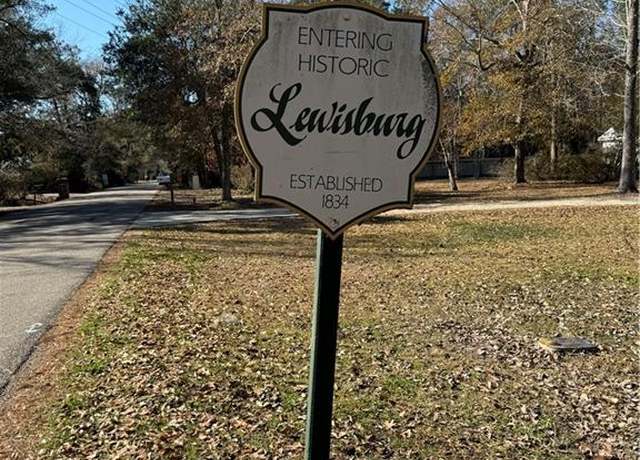 ENTERING
HISTORIC
Lewisburg
ESTABLISHED
1834